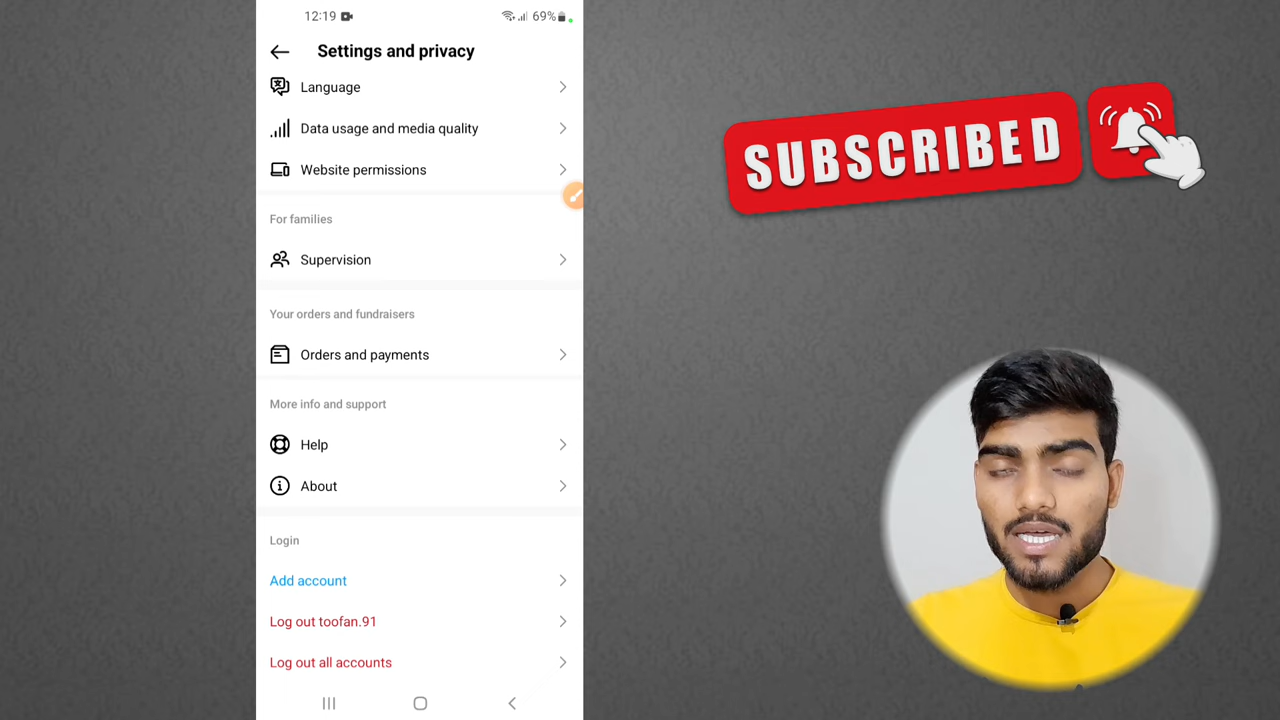 12:19
69%
Settings and privacy
Language
Data usage and media quality
Website permissions
For families
Supervision
Your orders and fundraisers
Orders and payments
More info and support
Help
About
Login
Add account
Log out toofan.91
Log out all accounts
SUBSCRIBED